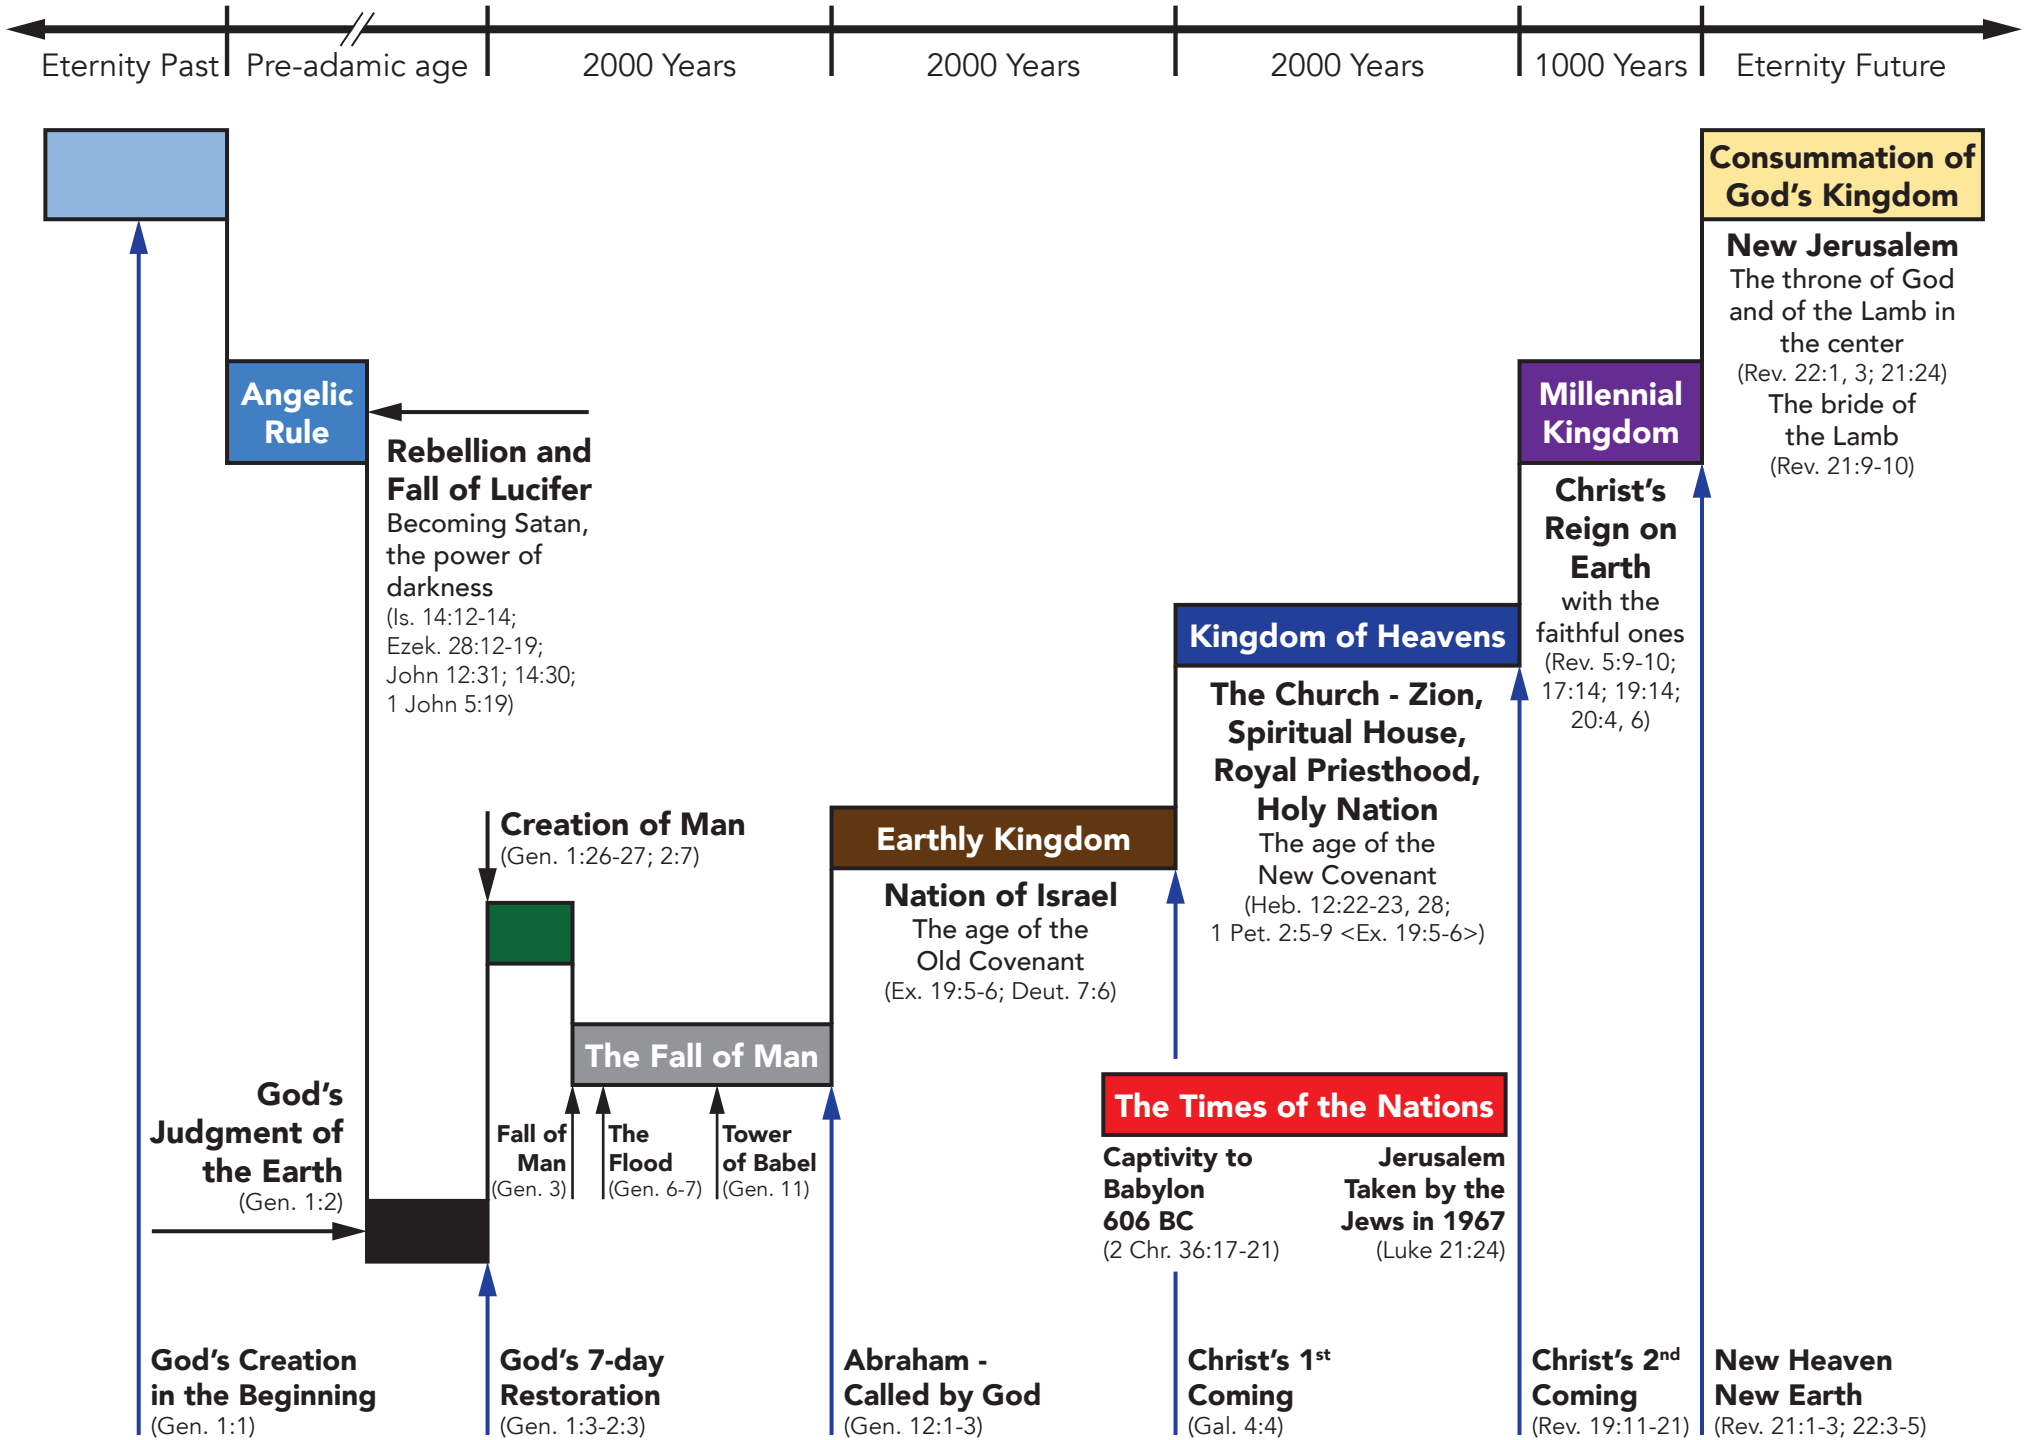 Eternity Past
Pre-adamic age
2000 Years
2000 Years
2000 Years
1000 Years
Eternity Future
Consummation of
God's Kingdom
New Jerusalem
The throne of God
and of the Lamb in
the center
(Rev. 22:1, 3; 21:24)
The bride of
the Lamb
(Rev. 21:9-10)
Angelic
Rule
Rebellion and
Fall of Lucifer
Becoming Satan,
the power of
darkness
(Is. 14:12-14;
Ezek. 28:12-19;
John 12:31; 14:30;
1 John 5:19)
Millennial
Kingdom
Christ's
Reign on
Earth
with the
faithful ones
(Rev. 5:9-10;
17:14; 19:14;
20:4, 6)
Kingdom of Heavens
The Church - Zion,
Spiritual House,
Royal Priesthood,
Holy Nation
The age of the
New Covenant
(Heb. 12:22-23, 28;
1 Pet. 2:5-9 <Ex. 19:5-6>)
Creation of Man
(Gen. 1:26-27; 2:7)
Earthly Kingdom
Nation of Israel
The age of the
Old Covenant
(Ex. 19:5-6; Deut. 7:6)
The Fall of Man
God's
Judgment of
the Earth
(Gen. 1:2)
Fall of
Man
(Gen. 3)
The
Flood
(Gen. 6-7)
Tower
of Babel
(Gen. 11)
The Times of the Nations
Captivity to
Babylon
606 BC
(2 Chr. 36:17-21)
Jerusalem
Taken by the
Jews in 1967
(Luke 21:24)
God's Creation
in the Beginning
(Gen. 1:1)
God's 7-day
Restoration
(Gen. 1:3-2:3)
Abraham -
Called by God
(Gen. 12:1-3)
Christ's 1st
Coming
(Gal. 4:4)
Christ's 2nd
Coming
(Rev. 19:11-21)
New Heaven
New Earth
(Rev. 21:1-3; 22:3-5)